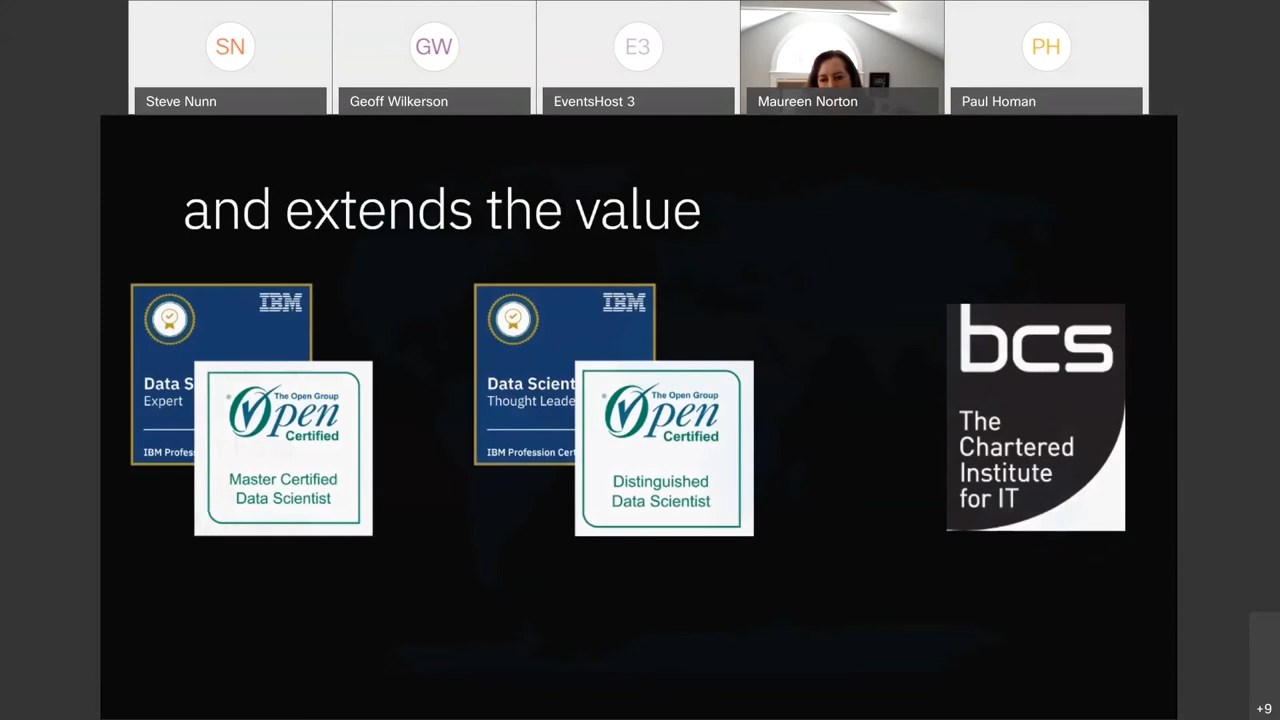 SN
GW
E3
PH
Steve Nunn
Geoff Wilkerson
EventsHost 3
Maureen Norton
Paul Homan
and extends the value
IBM
Data S
Expert
IBM Profes
The Open Group
Open
Certified
Master Certified
Data Scientist
IBM
Data Scient
Thought Leade
IBM Profession Cert
The Open Group
Open
Certified
Distinguished
Data Scientist
bcs
The
Chartered
Institute
for IT
+9